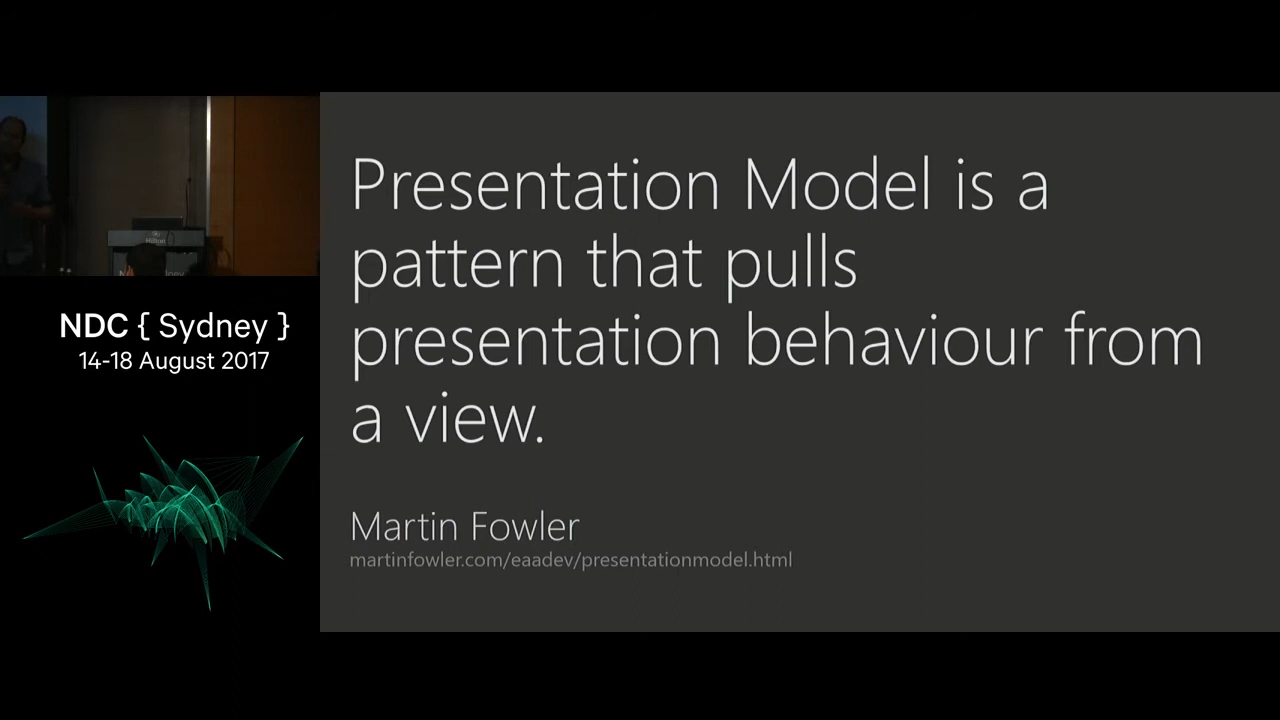 Hilton
NDC { Sydney }
14-18 August 2017
Presentation Model is a
pattern that pulls
presentation behaviour from
a view.
Martin Fowler
martinfowler.com/eaadev/presentationmodel.html